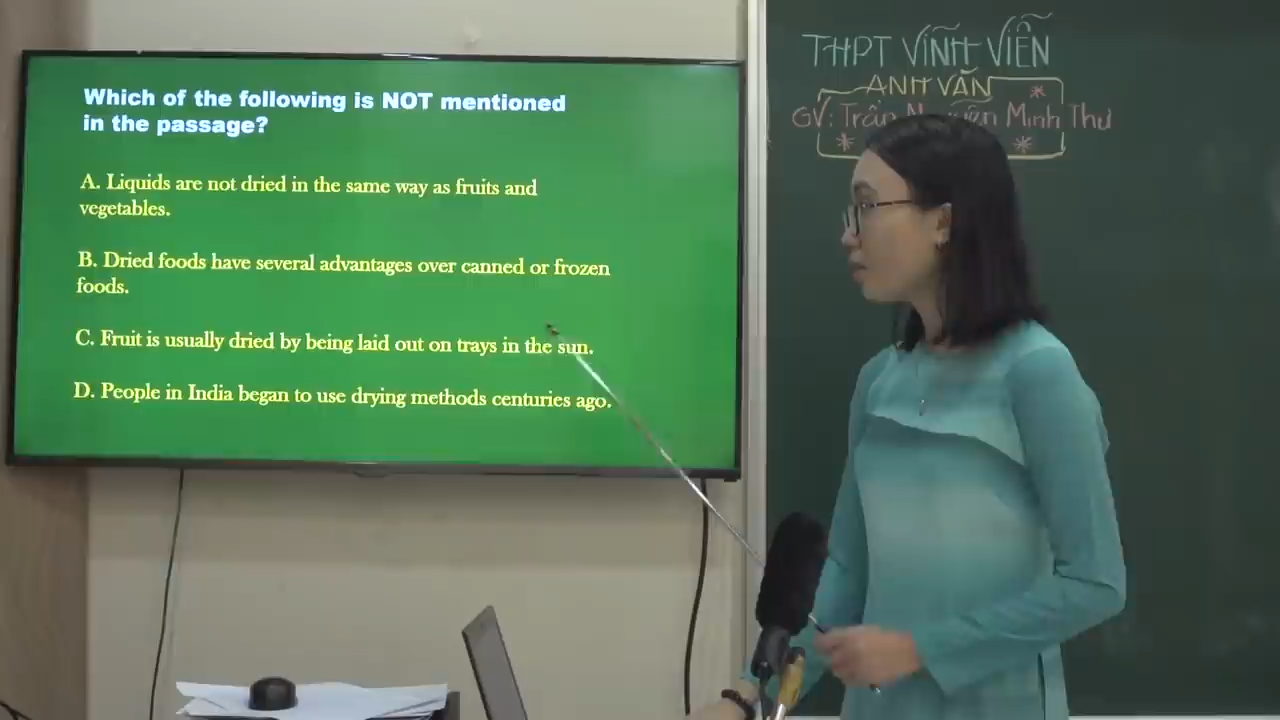 Which of the following is NOT mentioned
in the passage?
A. Liquids are not dried in the same way as fruits and
vegetables.
B. Dried foods have several advantages over canned or frozen
foods.
C. Fruit is usually dried by being laid out on trays in the sun.
D. People in India began to use drying methods centuries ago.
THPT VĨNH VIỄN
ANH VĂN
GV: Trần Nguyễn Minh Thư